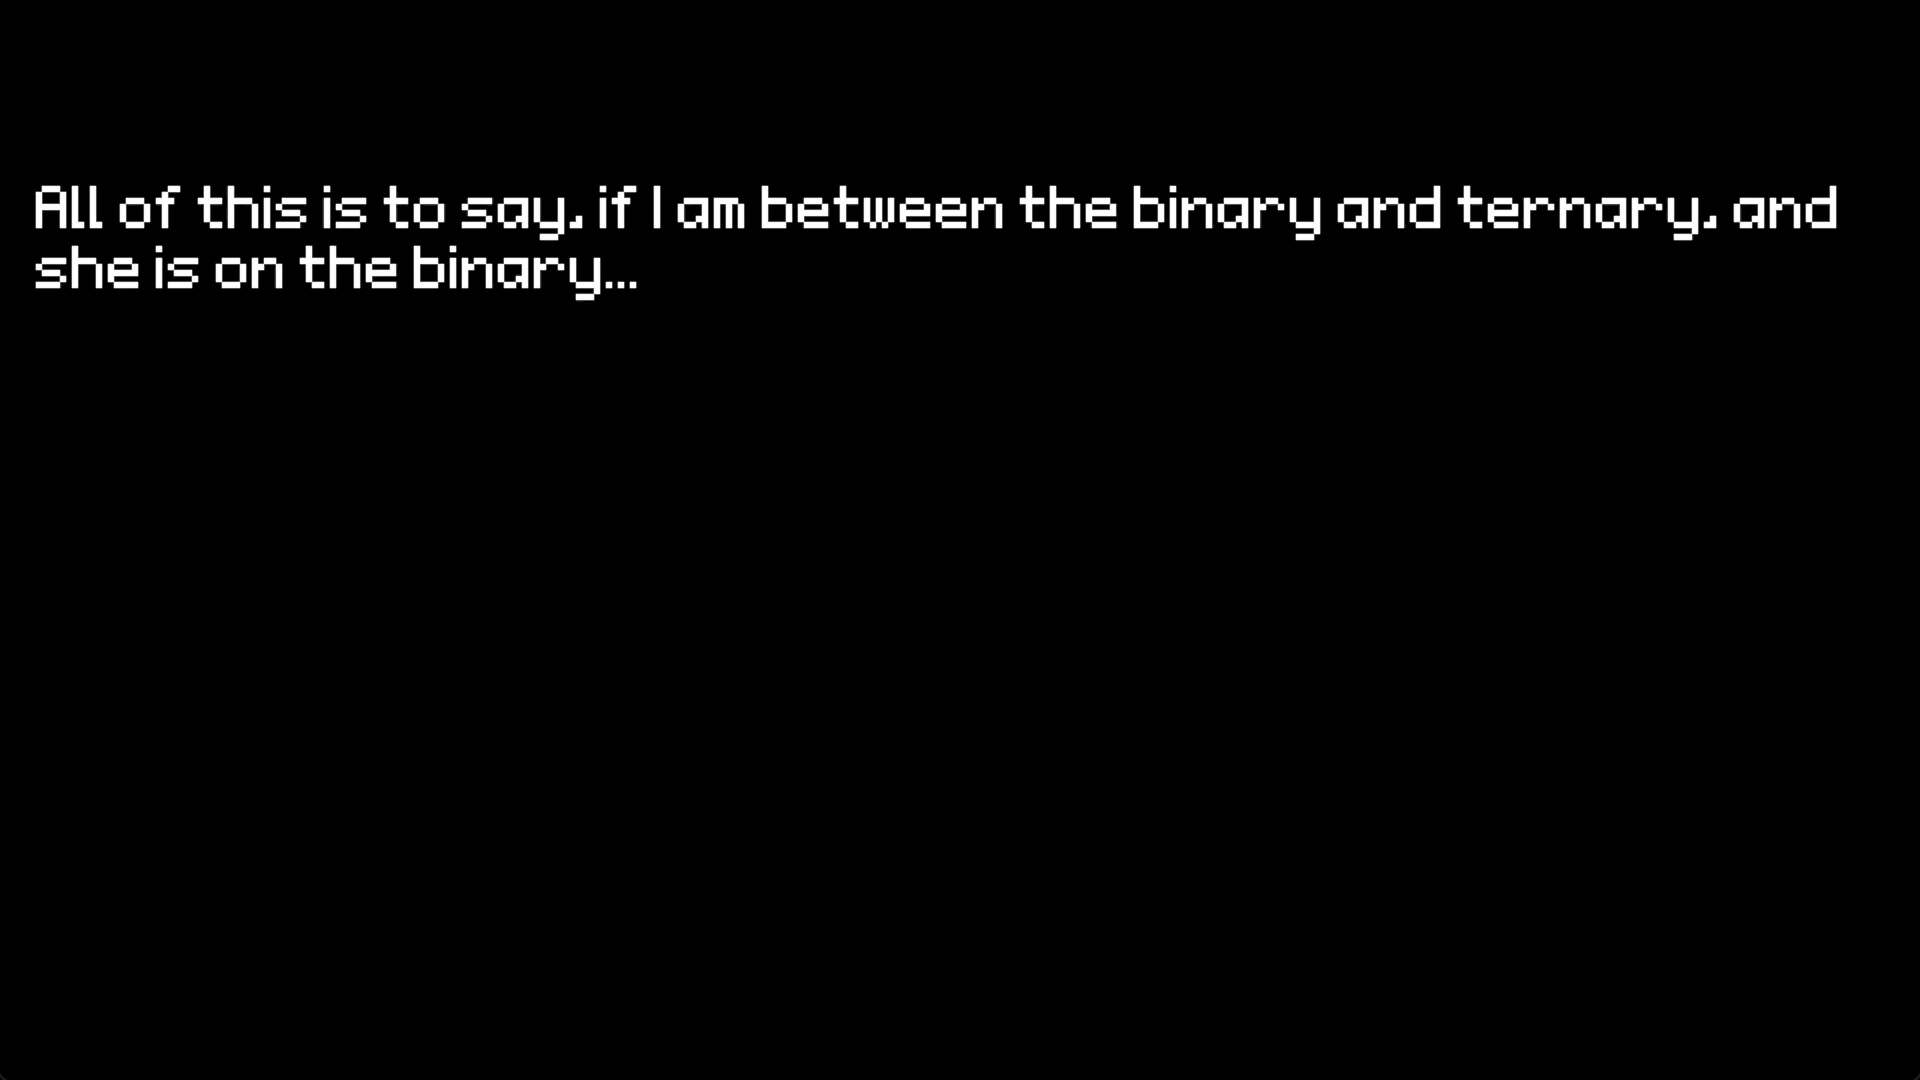 All of this is to say, if I am between the binary and ternary, and
she is on the binary...